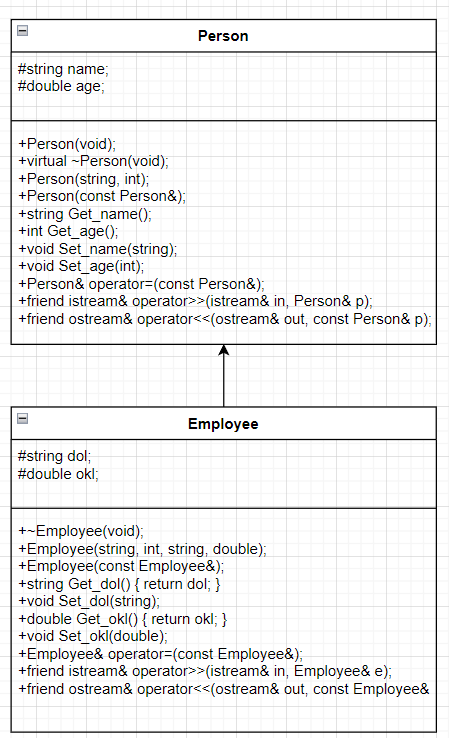 Person
#string name;
#double age;
+Person(void);
+virtual ~Person(void);
+Person(string, int);
+Person(const Person&);
+string Get_name();
+int Get_age();
+void Set_name(string);
+void Set_age(int);
+Person& operator=(const Person&);
+friend istream& operator>>(istream& in, Person& p);
+friend ostream& operator<<(ostream& out, const Person& p);
Employee
#string dol;
#double okl;
+~Employee(void);
+Employee(string, int, string, double);
+Employee(const Employee&);
+string Get_dol() { return dol; }
+void Set_dol(string);
+double Get_okl() { return okl; }
+void Set_okl(double);
+Employee& operator=(const Employee&);
+friend istream& operator>>(istream& in, Employee& e);
+friend ostream& operator<<(ostream& out, const Employee&